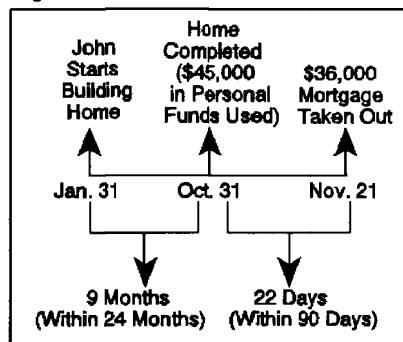 John
Starts
Building
Home
Home
Completed
($45,000
in Personal
Funds Used)
$36,000
Mortgage
Taken Out
Jan. 31
Oct. 31
Nov. 21
9 Months
(Within 24 Months)
22 Days
(Within 90 Days)